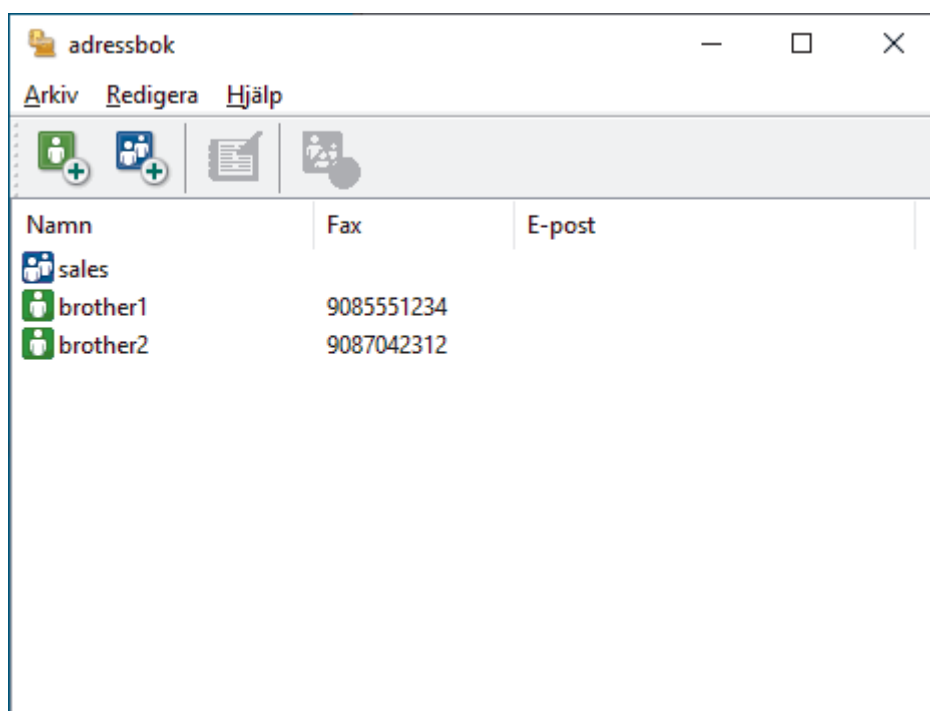 adressbok
Arkiv Redigera Hjälp
Namn Fax E-post
sales
brother1 9085551234
brother2 9087042312